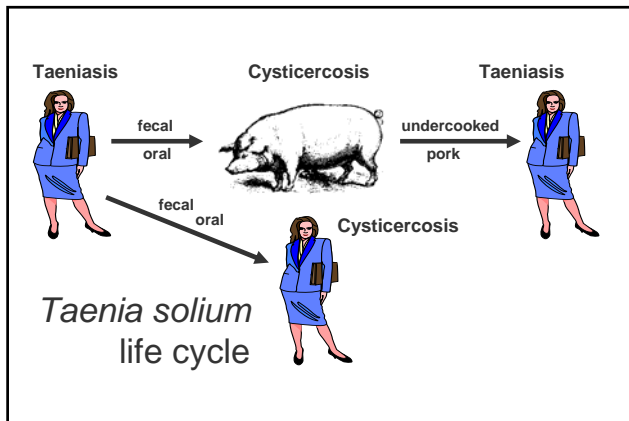 Taeniasis
Cysticercosis
Taeniasis
fecal
oral
undercooked
pork
fecal
oral
Cysticercosis
Taenia solium
life cycle